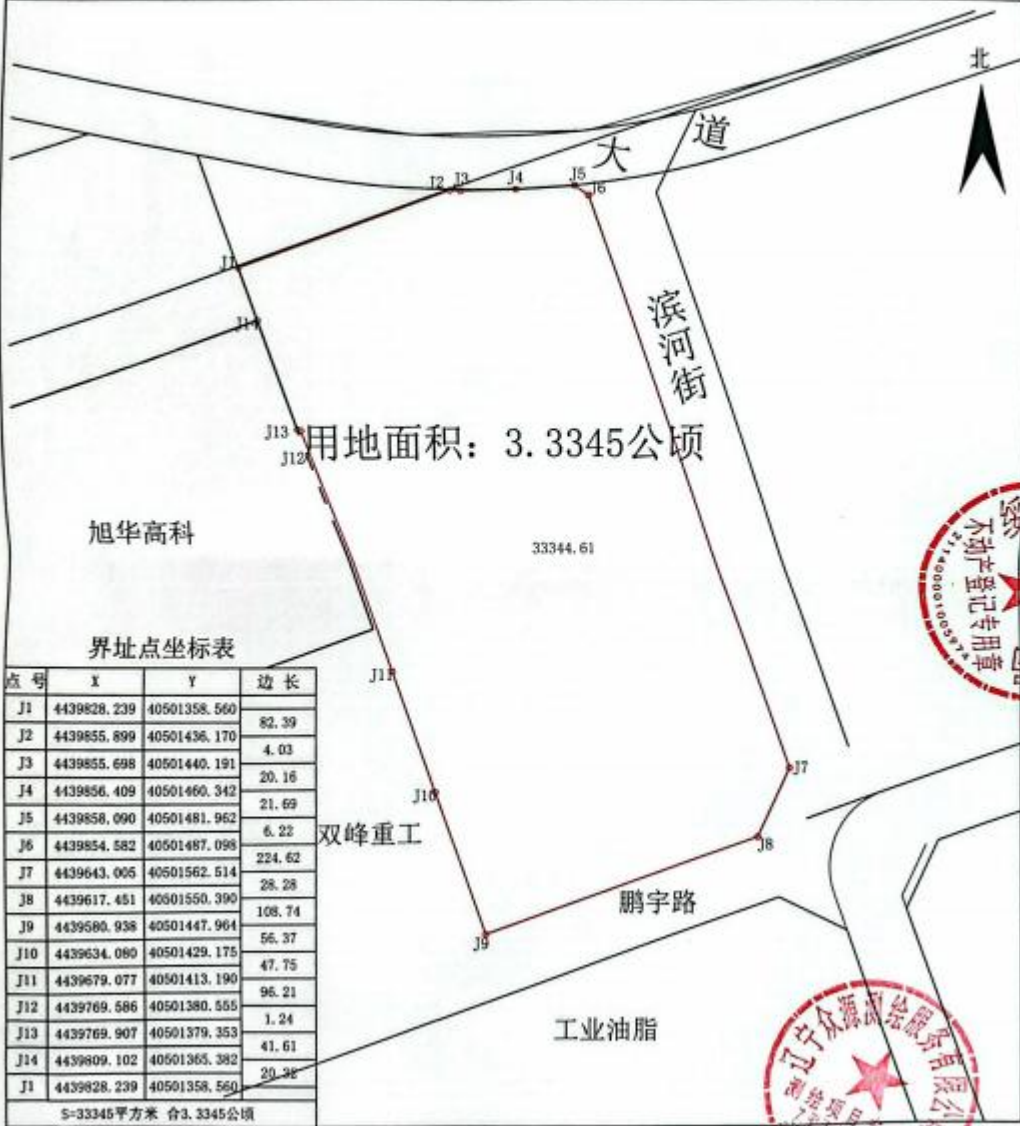 北
大 道
J2 J3 J4 J5
J6
J1
J14
滨河街
J13 用地面积：3.3345公顷
J12
旭华高科
33344.61
不动产登记专用章
界址点坐标表
J11
点号 X Y 边长
J1 4439828.239 40501358.560
82.39
J2 4439855.899 40501436.170
4.03
J3 4439855.698 40501440.191
20.16
J4 4439856.409 40501460.342
21.69
J5 4439858.090 40501481.962
6.22
J6 4439854.582 40501487.098
224.62
J7 4439643.005 40501562.514
28.28
J8 4439617.451 40501550.390
108.74
J9 4439580.938 40501447.964
56.37
J10 4439634.080 40501429.175
47.75
J11 4439679.077 40501413.190
96.21
J12 4439769.586 40501380.555
1.24
J13 4439769.907 40501379.353
41.61
J14 4439809.102 40501365.382
J1 4439828.239 40501358.560
S=33345平方米 合3.3345公顷
J7
J10
双峰重工
J8
鹏宇路
J9
工业油脂
辽宁众源测绘服务有限公